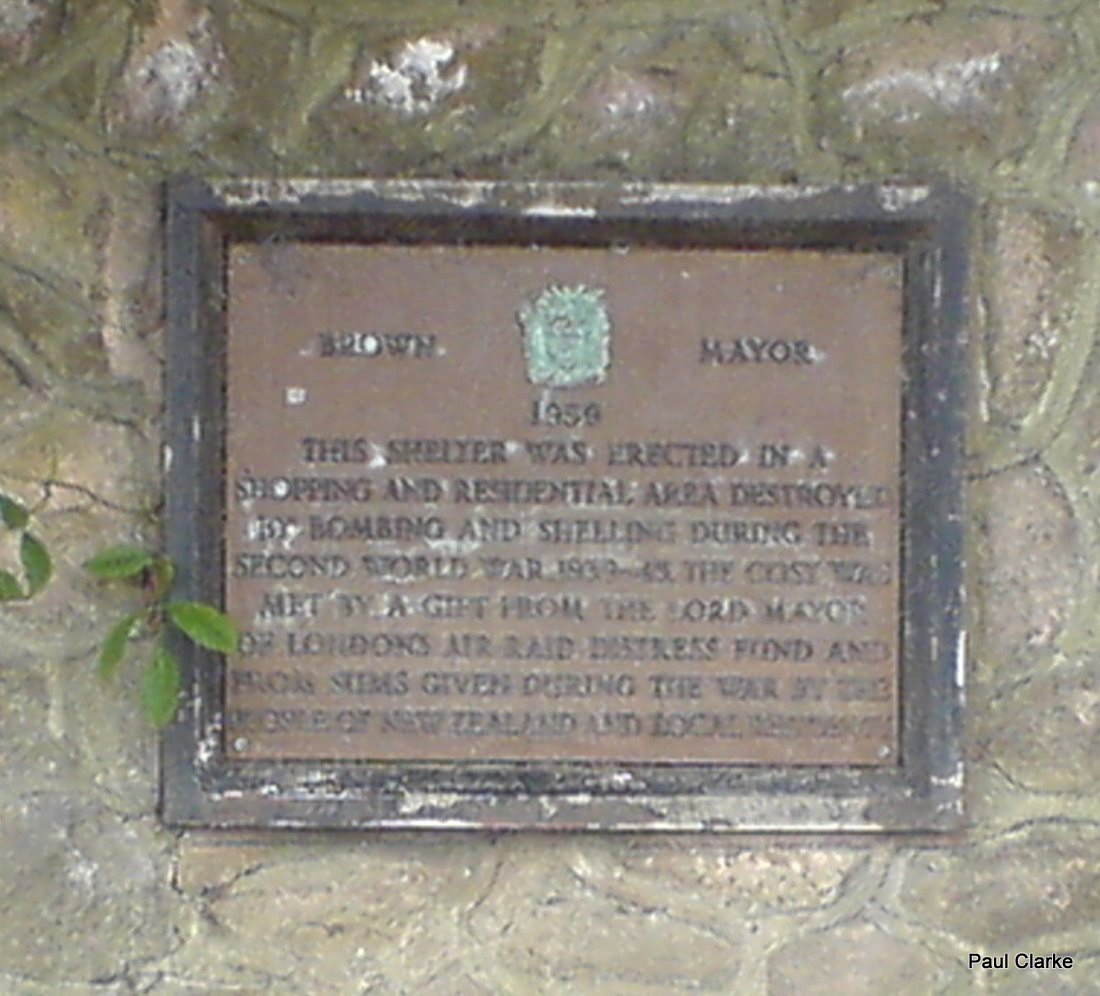 BROWN MAYOR
1959
THIS SHELTER WAS ERECTED IN A
SHOPPING AND RESIDENTIAL AREA DESTROYED
BY BOMBING AND SHELLING DURING THE
SECOND WORLD WAR 1939-45. THE COST WAS
MET BY A GIFT FROM THE LORD MAYOR
OF LONDON'S AIR RAID DISTRESS FUND AND
FROM SUMS GIVEN DURING THE WAR BY THE
PEOPLE OF NEW ZEALAND AND LOCAL RESIDENTS
Paul Clarke